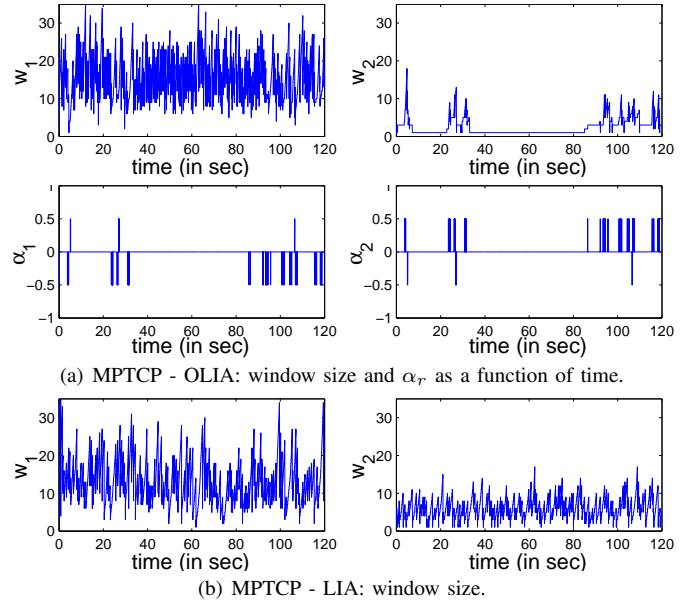 30
20
10
0
w1
0 20 40 60 80 100 120
time (in sec)
30
20
10
0
w2
0 20 40 60 80 100 120
time (in sec)
1
0.5
0
−0.5
−1
α1
0 20 40 60 80 100 120
time (in sec)
1
0.5
0
−0.5
−1
α2
0 20 40 60 80 100 120
time (in sec)
(a) MPTCP - OLIA: window size and αr as a function of time.
30
20
10
0
w1
0 20 40 60 80 100 120
time (in sec)
30
20
10
0
w2
0 20 40 60 80 100 120
time (in sec)
(b) MPTCP - LIA: window size.